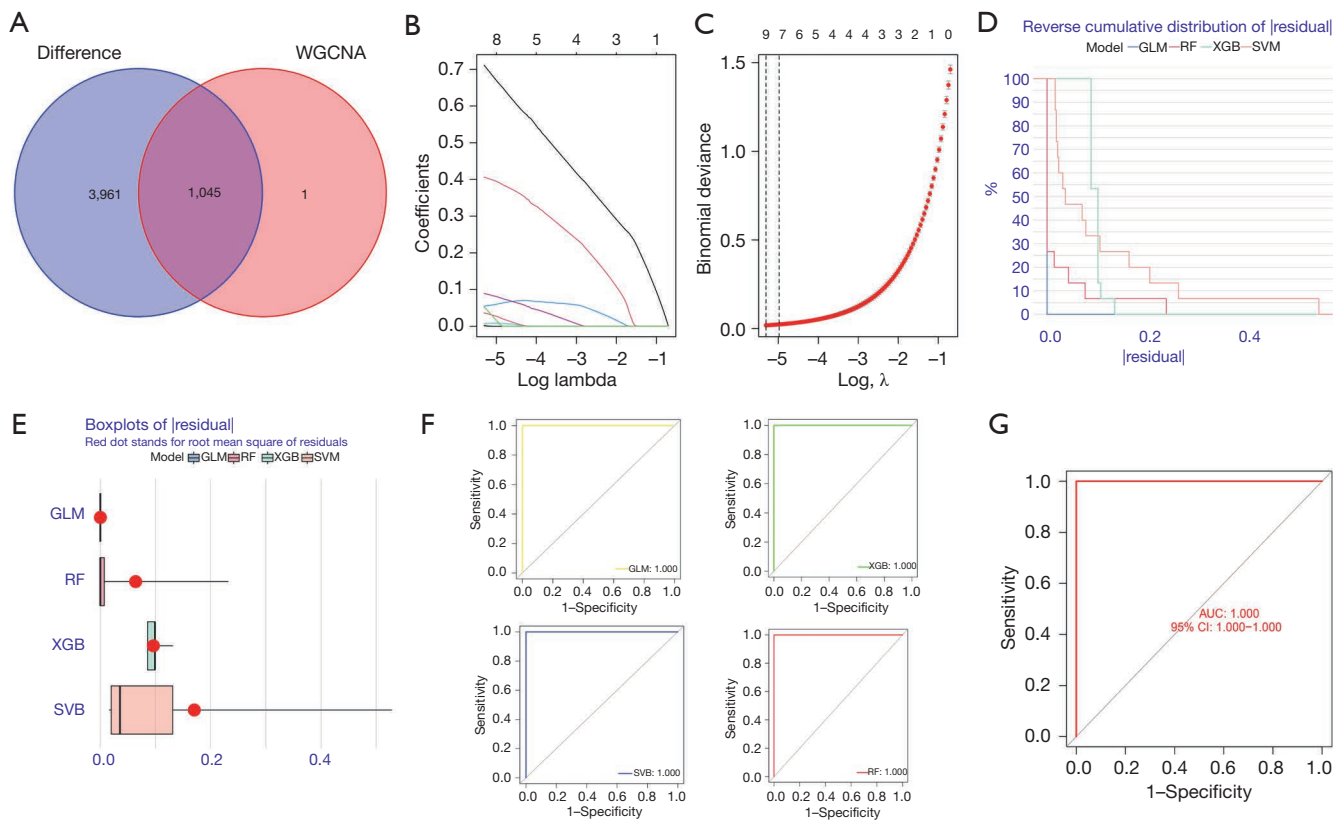 A
Difference
WGCNA
3,961
1,045
1
B
8 6 5 4 3 1
0.7
0.6
0.5
0.4
0.3
0.2
0.1
0.0
Coefficients
−5 −4 −3 −2 −1
Log lambda
C
9 7 5 4 4 4 3 3 2 2 1 0
1.5
1.0
0.5
0.0
Binomial deviance
−5 −4 −3 −2 −1
Log, λ
D
Reverse cumulative distribution of |residual|
Model GLM RF XGB SVM
100
90
80
70
60
50
40
30
20
10
0
%
0.0 0.2 0.4
|residual|
E
Boxplots of |residual|
Red dot stands for root mean square of residuals
Model GLM RF XGB SVM
GLM
RF
XGB
SVB
0.0 0.2 0.4
F
1.0
0.8
0.6
0.4
0.2
0.0
Sensitivity
GLM: 1.000
0.0 0.2 0.4 0.6 0.8 1.0
1−Specificity
1.0
0.8
0.6
0.4
0.2
0.0
Sensitivity
XGB: 1.000
0.0 0.2 0.4 0.6 0.8 1.0
1−Specificity
1.0
0.8
0.6
0.4
0.2
0.0
Sensitivity
SVB: 1.000
0.0 0.2 0.4 0.6 0.8 1.0
1−Specificity
1.0
0.8
0.6
0.4
0.2
0.0
Sensitivity
RF: 1.000
0.0 0.2 0.4 0.6 0.8 1.0
1−Specificity
G
1.0
0.8
0.6
0.4
0.2
0.0
Sensitivity
AUC: 1.000
95% CI: 1.000−1.000
0.0 0.2 0.4 0.6 0.8 1.0
1−Specificity